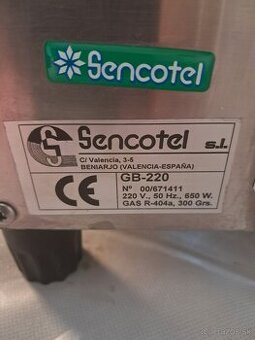 Sencotel
Sencotel s.l.
C/ Valencia, 3-5
BENIARJO (VALENCIA-ESPAÑA)
CE
GB-220
Nº 00/671411
220 V., 50 Hz., 650 W.
GAS R-404a, 300 Grs.